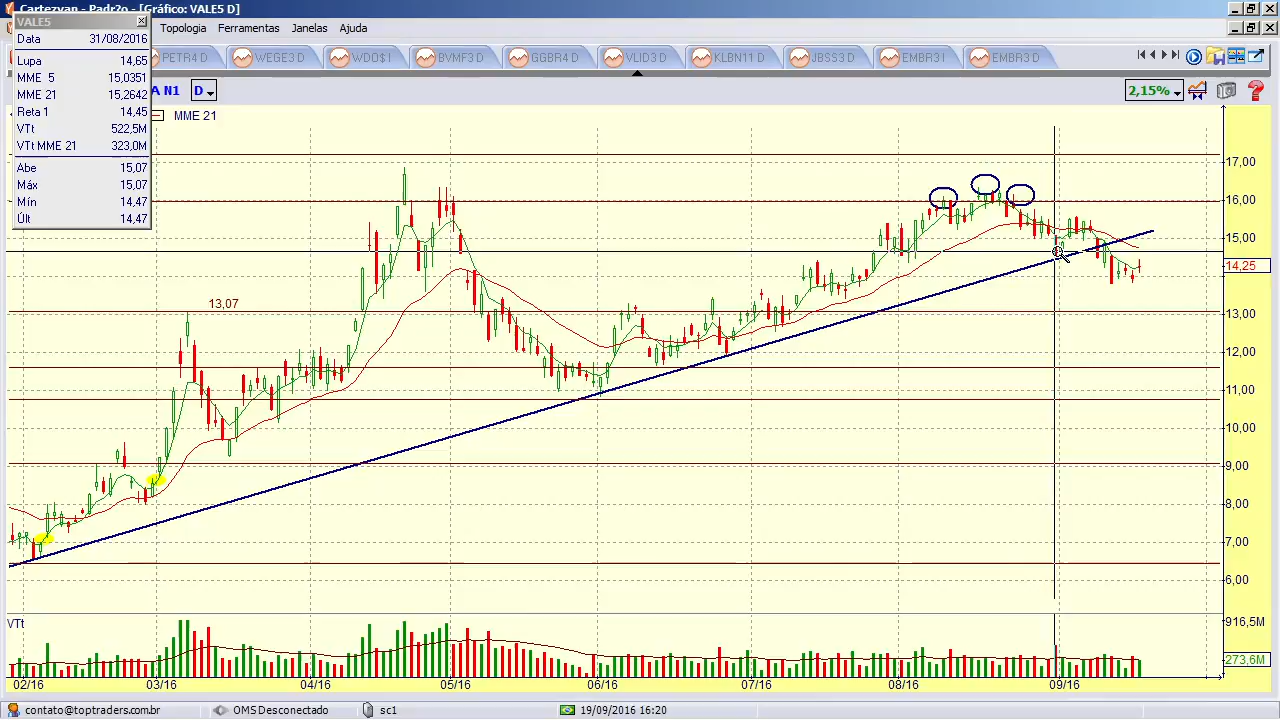 Cartezyan - Padr2o - [Gráfico: VALE5 D]
VALE5
Data 31/08/2016
Lupa 14,65
MME 5 15,0351
MME 21 15,2642
Reta 1 14,45
VTt 522,5M
VTt MME 21 323,0M
Abe 15,07
Máx 15,07
Mín 14,47
Últ 14,47
Topologia Ferramentas Janelas Ajuda
PETR4 D WEGE3 D WDO$1 BVMF3 D GGBR4 D VLID3 D KLBN11 D JBSS3 D EMBR3 I EMBR3 D
A N1 D 2,15%
MME 21
17,00
16,00
15,00
14,25
13,07
13,00
12,00
11,00
10,00
9,00
8,00
7,00
6,00
VTt
916,5M
273,6M
02/16 03/16 04/16 05/16 06/16 07/16 08/16 09/16
contato@toptraders.com.br OMS Desconectado sc1 19/09/2016 16:20